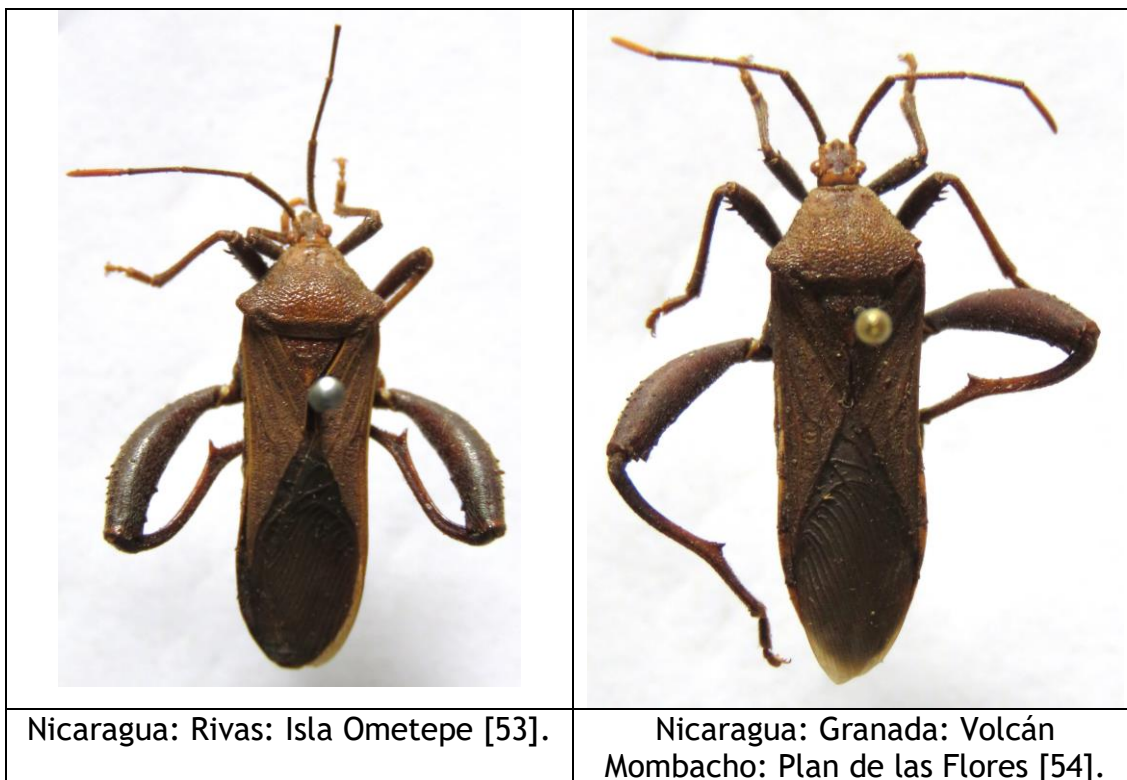 Nicaragua: Rivas: Isla Ometepe [53].
Nicaragua: Granada: Volcán
Mombacho: Plan de las Flores [54].